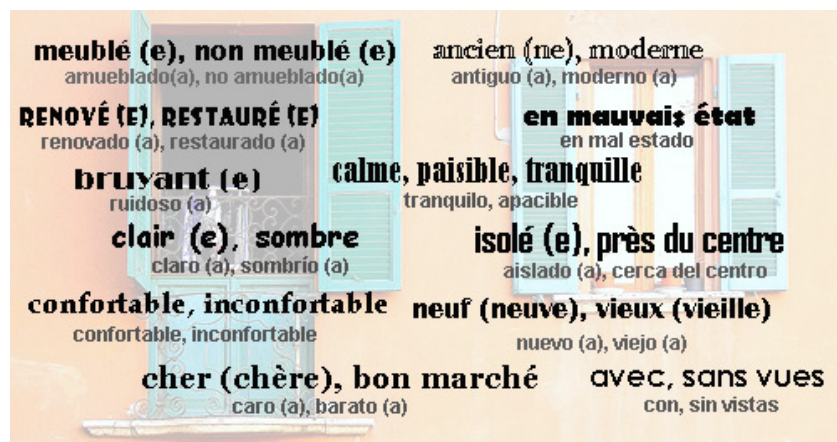 meublé (e), non meublé (e)
amueblado(a), no amueblado(a)
ancien (ne), moderne
antiguo (a), moderno (a)
RENOVÉ (E), RESTAURÉ (E)
renovado (a), restaurado (a)
en mauvais état
en mal estado
bruyant (e)
ruidoso (a)
calme, paisible, tranquille
tranquilo, apacible
clair (e), sombre
claro (a), sombrío (a)
isolé (e), près du centre
aislado (a), cerca del centro
confortable, inconfortable
confortable, inconfortable
neuf (neuve), vieux (vieille)
nuevo (a), viejo (a)
cher (chère), bon marché
caro (a), barato (a)
avec, sans vues
con, sin vistas